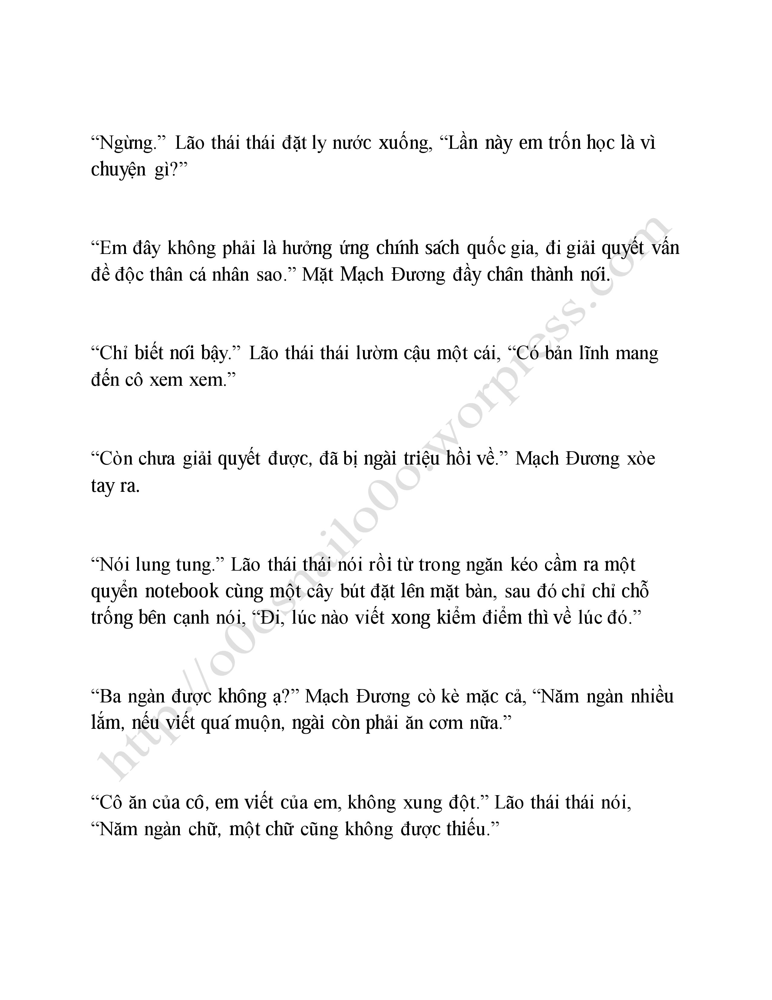 “Ngừng.” Lão thái thái đặt ly nước xuống, “Lần này em trốn học là vì
chuyện gì?”
“Em đây không phải là hưởng ứng chính sách quốc gia, đi giải quyết vấn
đề độc thân cá nhân sao.” Mặt Mạch Đương đầy chân thành nói.
“Chỉ biết nói bậy.” Lão thái thái lườm cậu một cái, “Có bản lĩnh mang
đến cô xem xem.”
“Còn chưa giải quyết được, đã bị ngài triệu hồi về.” Mạch Đương xòe
tay ra.
“Nói lung tung.” Lão thái thái nói rồi từ trong ngăn kéo cầm ra một
quyển notebook cùng một cây bút đặt lên mặt bàn, sau đó chỉ chỉ chỗ
trống bên cạnh nói, “Đi, lúc nào viết xong kiểm điểm thì về lúc đó.”
“Ba ngàn được không ạ?” Mạch Đương cò kè mặc cả, “Năm ngàn nhiều
lắm, nếu viết quá muộn, ngài còn phải ăn cơm nữa.”
“Cô ăn của cô, em viết của em, không xung đột.” Lão thái thái nói,
“Năm ngàn chữ, một chữ cũng không được thiếu.”
http://o0osnailo0o.worpress.com